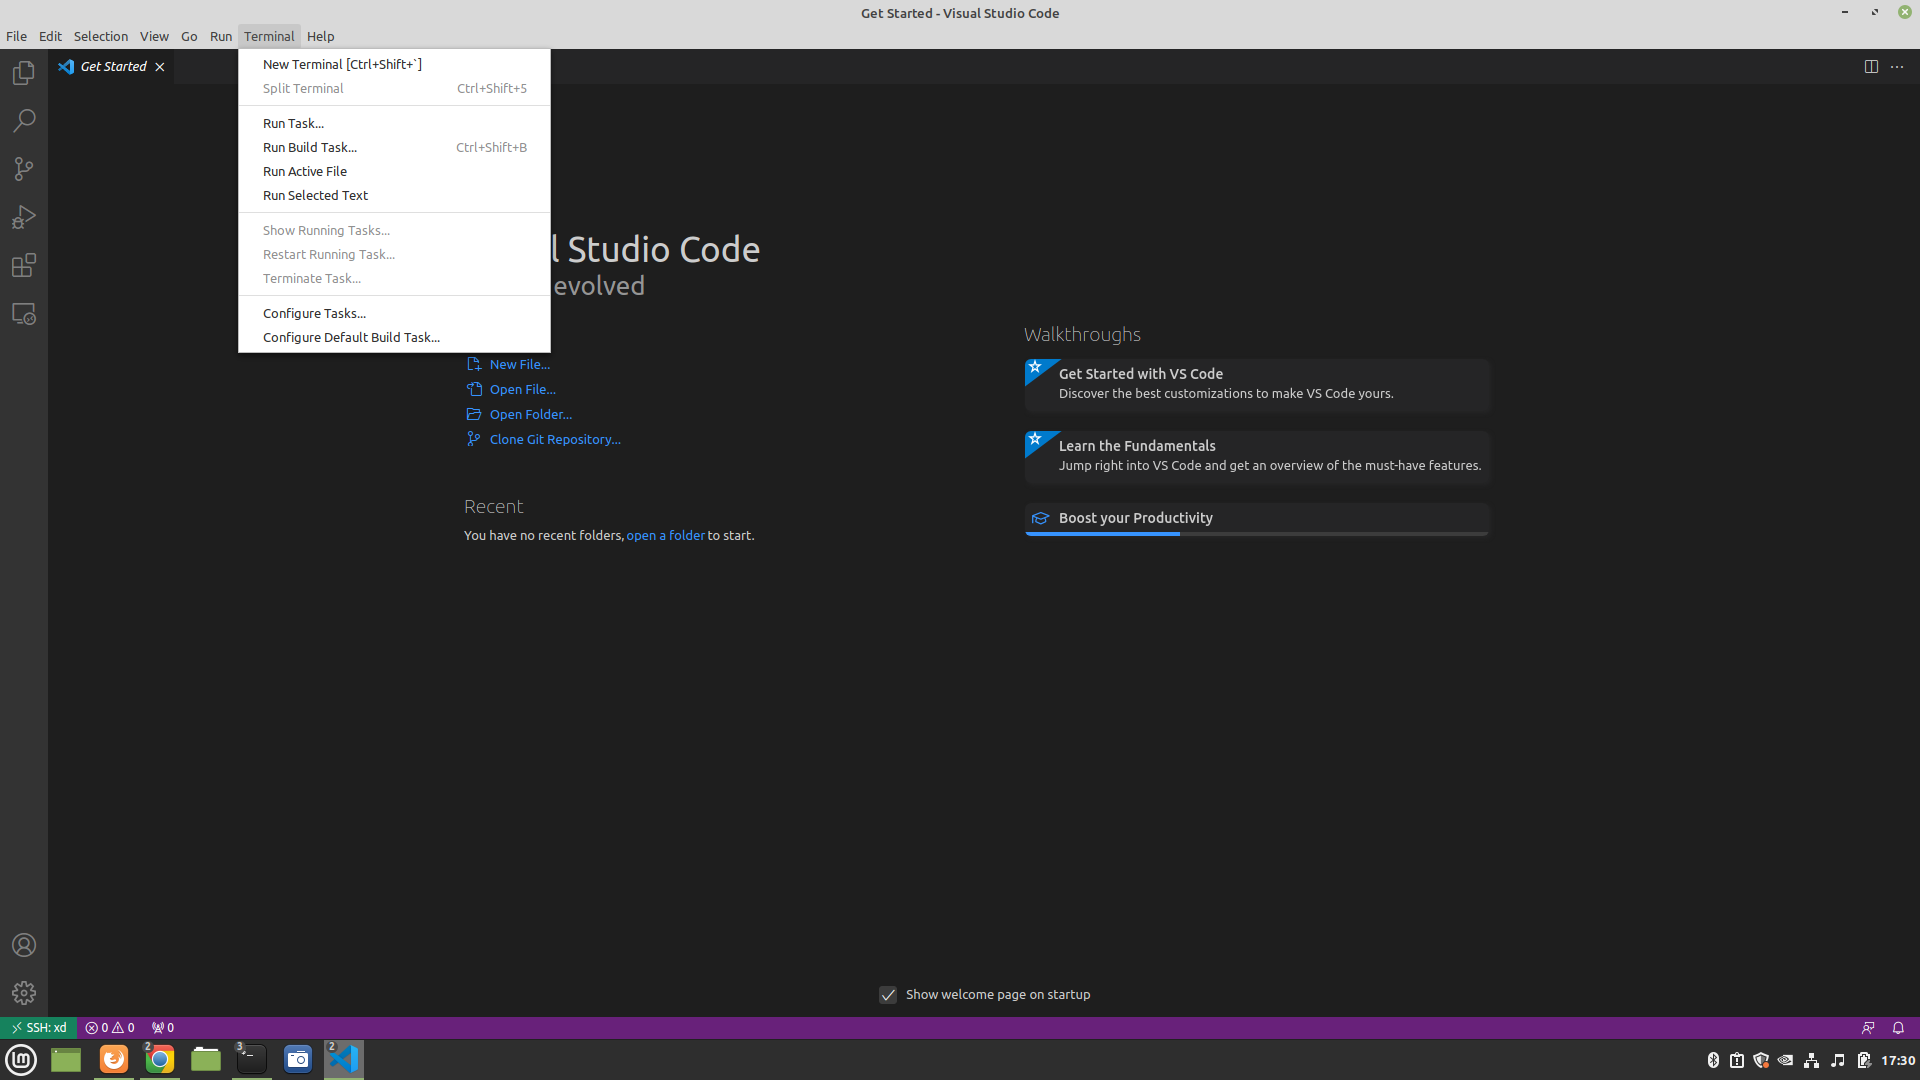 Get Started - Visual Studio Code
File Edit Selection View Go Run Terminal Help
Get Started
New Terminal [Ctrl+Shift+`]
Split Terminal Ctrl+Shift+5
Run Task...
Run Build Task... Ctrl+Shift+B
Run Active File
Run Selected Text
Show Running Tasks...
Restart Running Task...
Terminate Task...
Configure Tasks...
Configure Default Build Task...
l Studio Code
evolved
New File...
Open File...
Open Folder...
Clone Git Repository...
Recent
You have no recent folders, open a folder to start.
Walkthroughs
Get Started with VS Code
Discover the best customizations to make VS Code yours.
Learn the Fundamentals
Jump right into VS Code and get an overview of the must-have features.
Boost your Productivity
Show welcome page on startup
SSH: xd 0 0 0
2 3 2 17:30